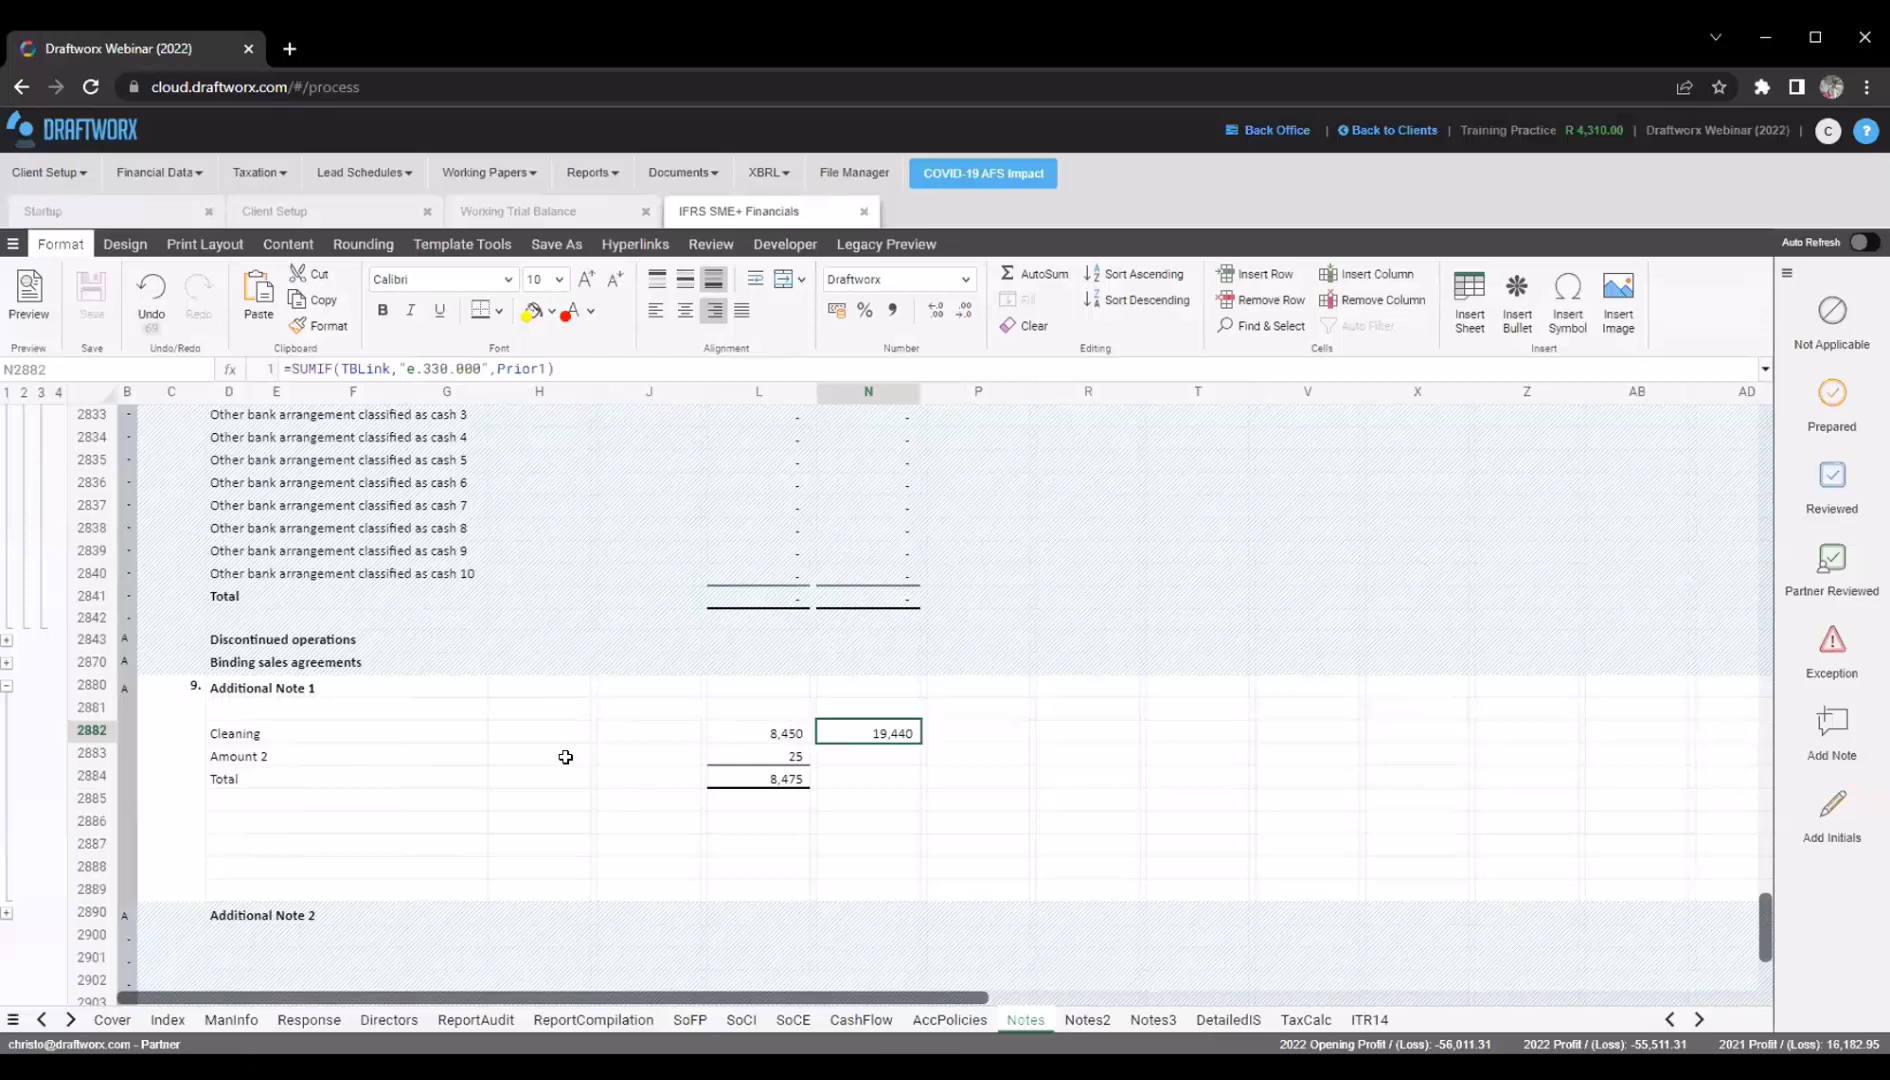 Draftworx Webinar (2022)
cloud.draftworx.com/#/process
DRAFTWORX
Back Office | Back to Clients | Training Practice R 4,310.00 | Draftworx Webinar (2022) | C ?
Client Setup Financial Data Taxation Lead Schedules Working Papers Reports Documents XBRL File Manager COVID-19 AFS Impact
Startup Client Setup Working Trial Balance IFRS SME+ Financials
Format Design Print Layout Content Rounding Template Tools Save As Hyperlinks Review Developer Legacy Preview Auto Refresh
Preview Save Undo 69 Redo Paste Cut Copy Format
Calibri 10 B I U A
Draftworx % ,
AutoSum Fill Clear
Sort Ascending Sort Descending
Insert Row Remove Row Find & Select
Insert Column Remove Column Auto Filter
Insert Sheet Insert Bullet Insert Symbol Insert Image
Preview Save Undo/Redo Clipboard Font Alignment Number Editing Cells Insert
N2882 fx 1 =SUMIF(TBLink,"e.330.000",Prior1)
1 2 3 4 B C D E F G H J L N P R T V X Z AB AD
2833 - Other bank arrangement classified as cash 3 - -
2834 - Other bank arrangement classified as cash 4 - -
2835 - Other bank arrangement classified as cash 5 - -
2836 - Other bank arrangement classified as cash 6 - -
2837 - Other bank arrangement classified as cash 7 - -
2838 - Other bank arrangement classified as cash 8 - -
2839 - Other bank arrangement classified as cash 9 - -
2840 - Other bank arrangement classified as cash 10 - -
2841 - Total - -
2842 -
2843 A Discontinued operations
2870 A Binding sales agreements
2880 A 9. Additional Note 1
2881
2882 Cleaning 8,450 19,440
2883 Amount 2 25
2884 Total 8,475
2885
2886
2887
2888
2889
2890 A Additional Note 2
2900 -
2901 -
2902 -
2903
Not Applicable
Prepared
Reviewed
Partner Reviewed
Exception
Add Note
Add Initials
Cover Index ManInfo Response Directors ReportAudit ReportCompilation SoFP SoCI SoCE CashFlow AccPolicies Notes Notes2 Notes3 DetailedIS TaxCalc ITR14
christo@draftworx.com - Partner 2022 Opening Profit / (Loss): -56,011.31 2022 Profit / (Loss): -55,511.31 2021 Profit / (Loss): 16,182.95